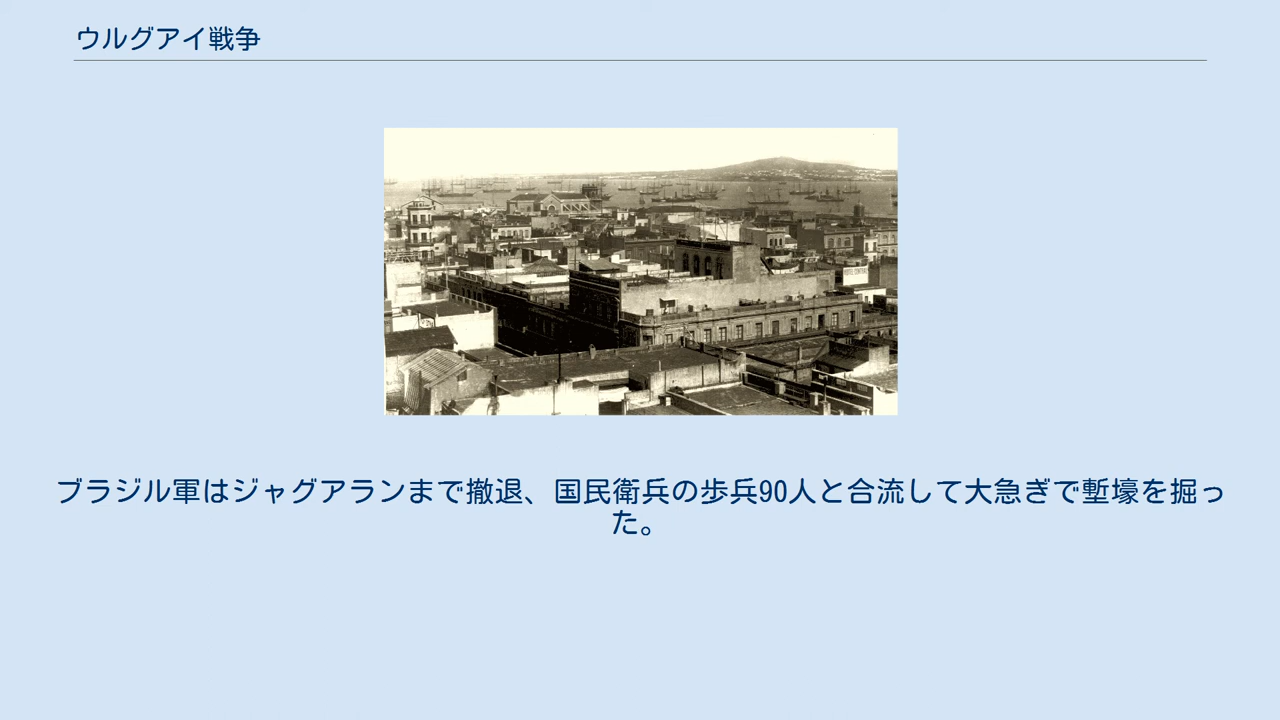 ウルグアイ戦争
ブラジル軍はジャグアランまで撤退、国民衛兵の歩兵90人と合流して大急ぎで塹壕を掘っ
た。